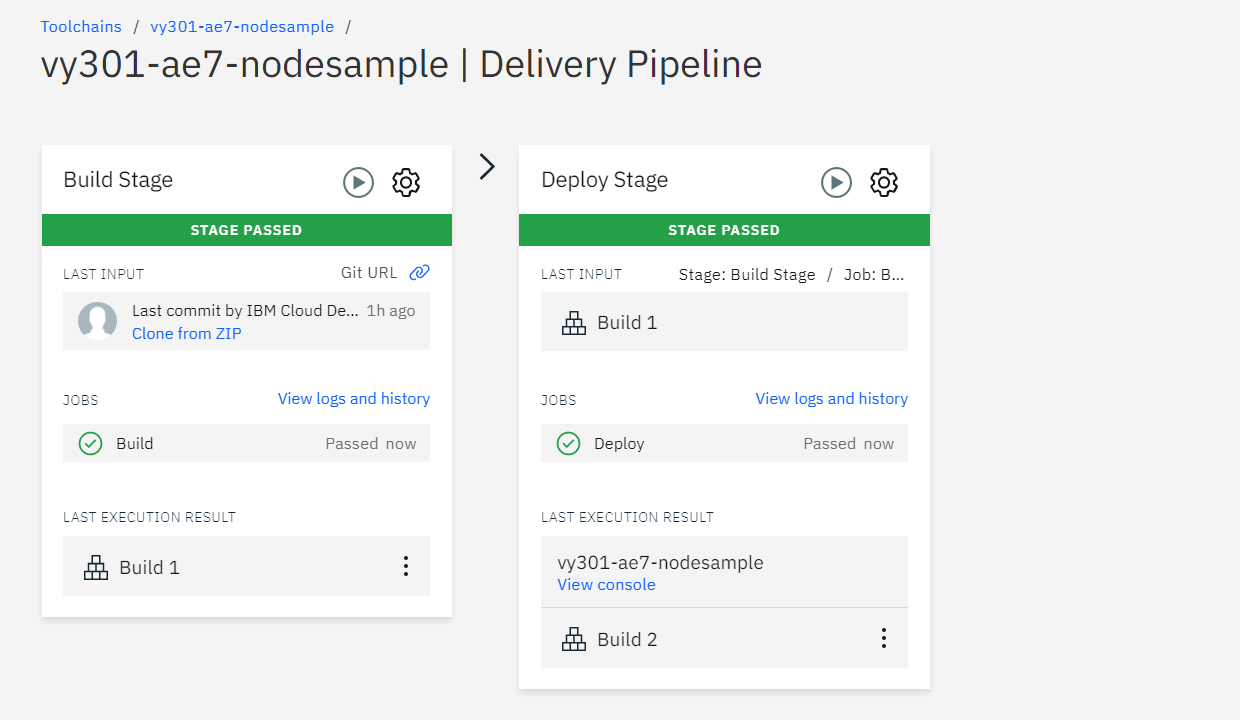 Toolchains / vy301-ae7-nodesample /
vy301-ae7-nodesample | Delivery Pipeline
Build Stage
STAGE PASSED
LAST INPUT Git URL
Last commit by IBM Cloud De... 1h ago
Clone from ZIP
JOBS View logs and history
Build Passed now
LAST EXECUTION RESULT
Build 1
Deploy Stage
STAGE PASSED
LAST INPUT Stage: Build Stage / Job: B...
Build 1
JOBS View logs and history
Deploy Passed now
LAST EXECUTION RESULT
vy301-ae7-nodesample
View console
Build 2